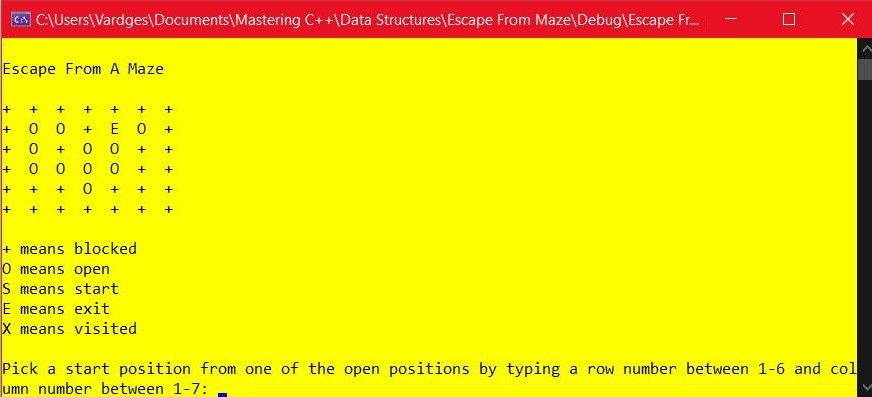 C:\Users\Vardges\Documents\Mastering C++\Data Structures\Escape From Maze\Debug\Escape Fr...
Escape From A Maze
+ + + + + + +
+ O O + E O +
+ O + O O + +
+ O O O O + +
+ + + O + + +
+ + + + + + +
+ means blocked
O means open
S means start
E means exit
X means visited
Pick a start position from one of the open positions by typing a row number between 1-6 and col
umn number between 1-7: